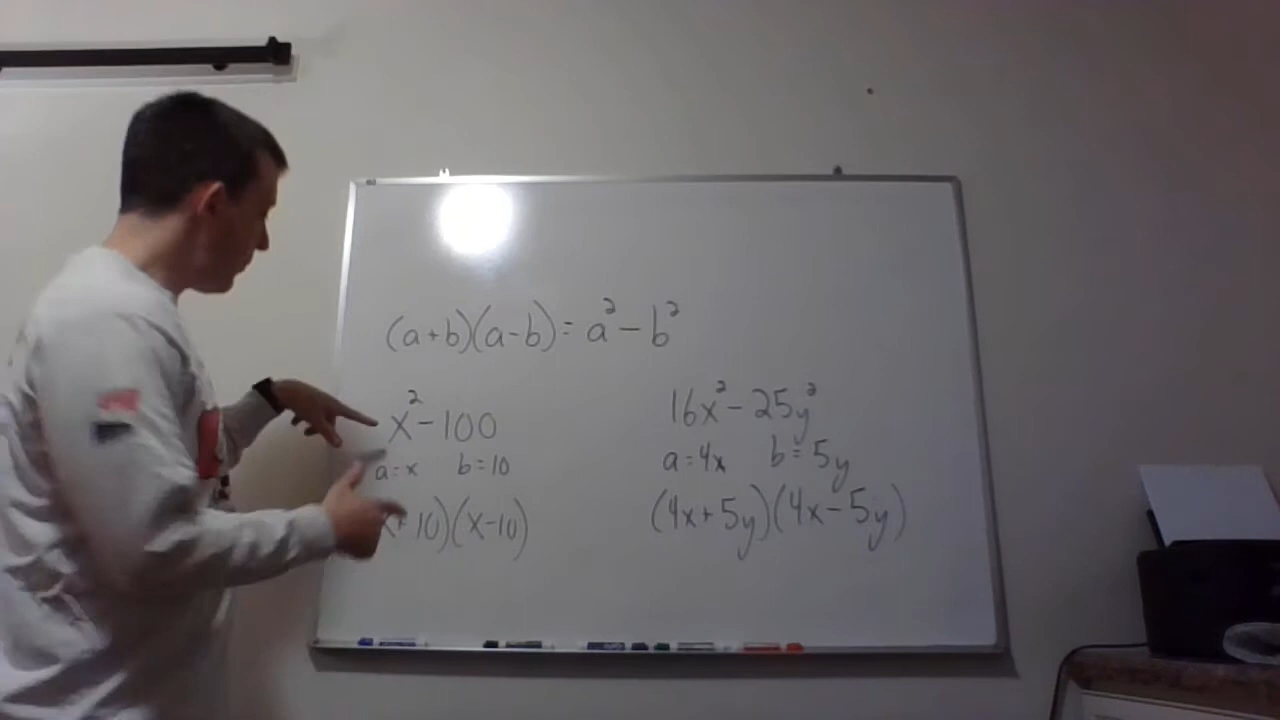 (a+b)(a-b) = a² - b²
x² - 100
a = x b = 10
x + 10)(x - 10)
16x² - 25y²
a = 4x b = 5y
(4x + 5y)(4x - 5y)